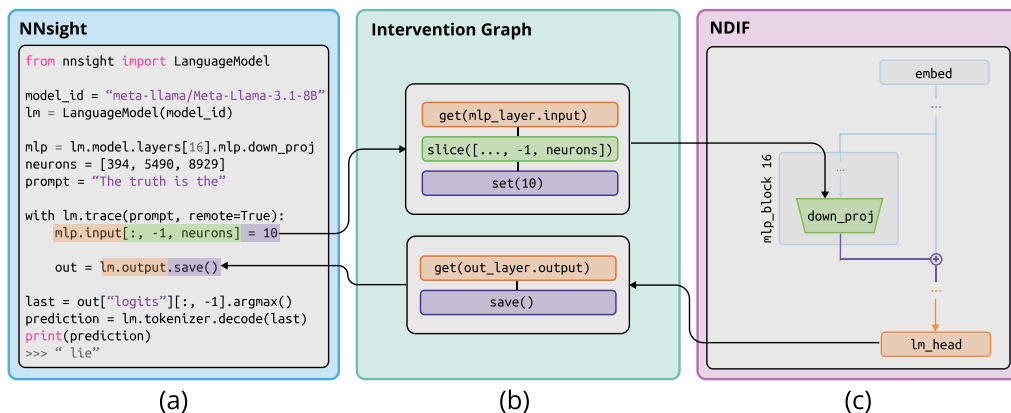 NNsight
from nnsight import LanguageModel
model_id = “meta-llama/Meta-Llama-3.1-8B”
lm = LanguageModel(model_id)
mlp = lm.model.layers[16].mlp.down_proj
neurons = [394, 5490, 8929]
prompt = “The truth is the”
with lm.trace(prompt, remote=True):
mlp.input[:, -1, neurons] = 10
out = lm.output.save()
last = out[“logits”][:, -1].argmax()
prediction = lm.tokenizer.decode(last)
print(prediction)
>>> “ lie”
(a)
Intervention Graph
get(mlp_layer.input)
slice([..., -1, neurons])
set(10)
get(out_layer.output)
save()
(b)
NDIF
embed
...
...
mlp_block 16
down_proj
...
lm_head
(c)